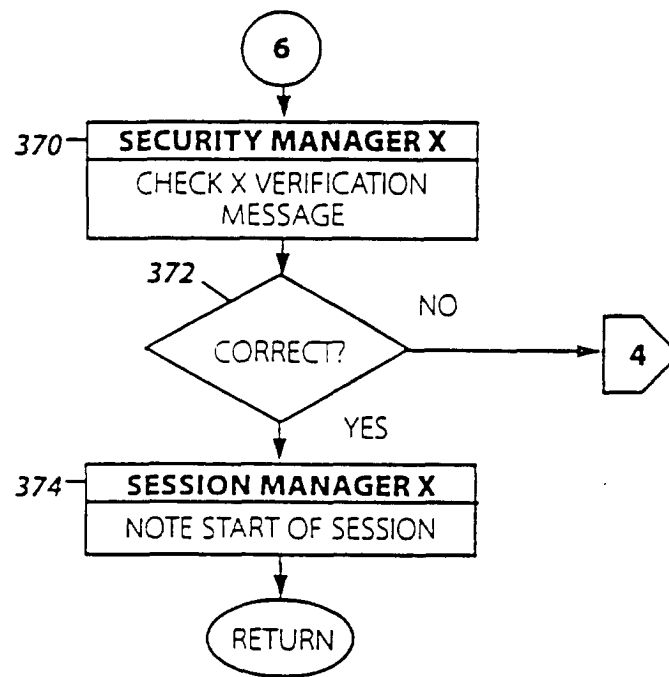 6
370
SECURITY MANAGER X
CHECK X VERIFICATION
MESSAGE
372
NO
CORRECT?
4
YES
374
SESSION MANAGER X
NOTE START OF SESSION
RETURN